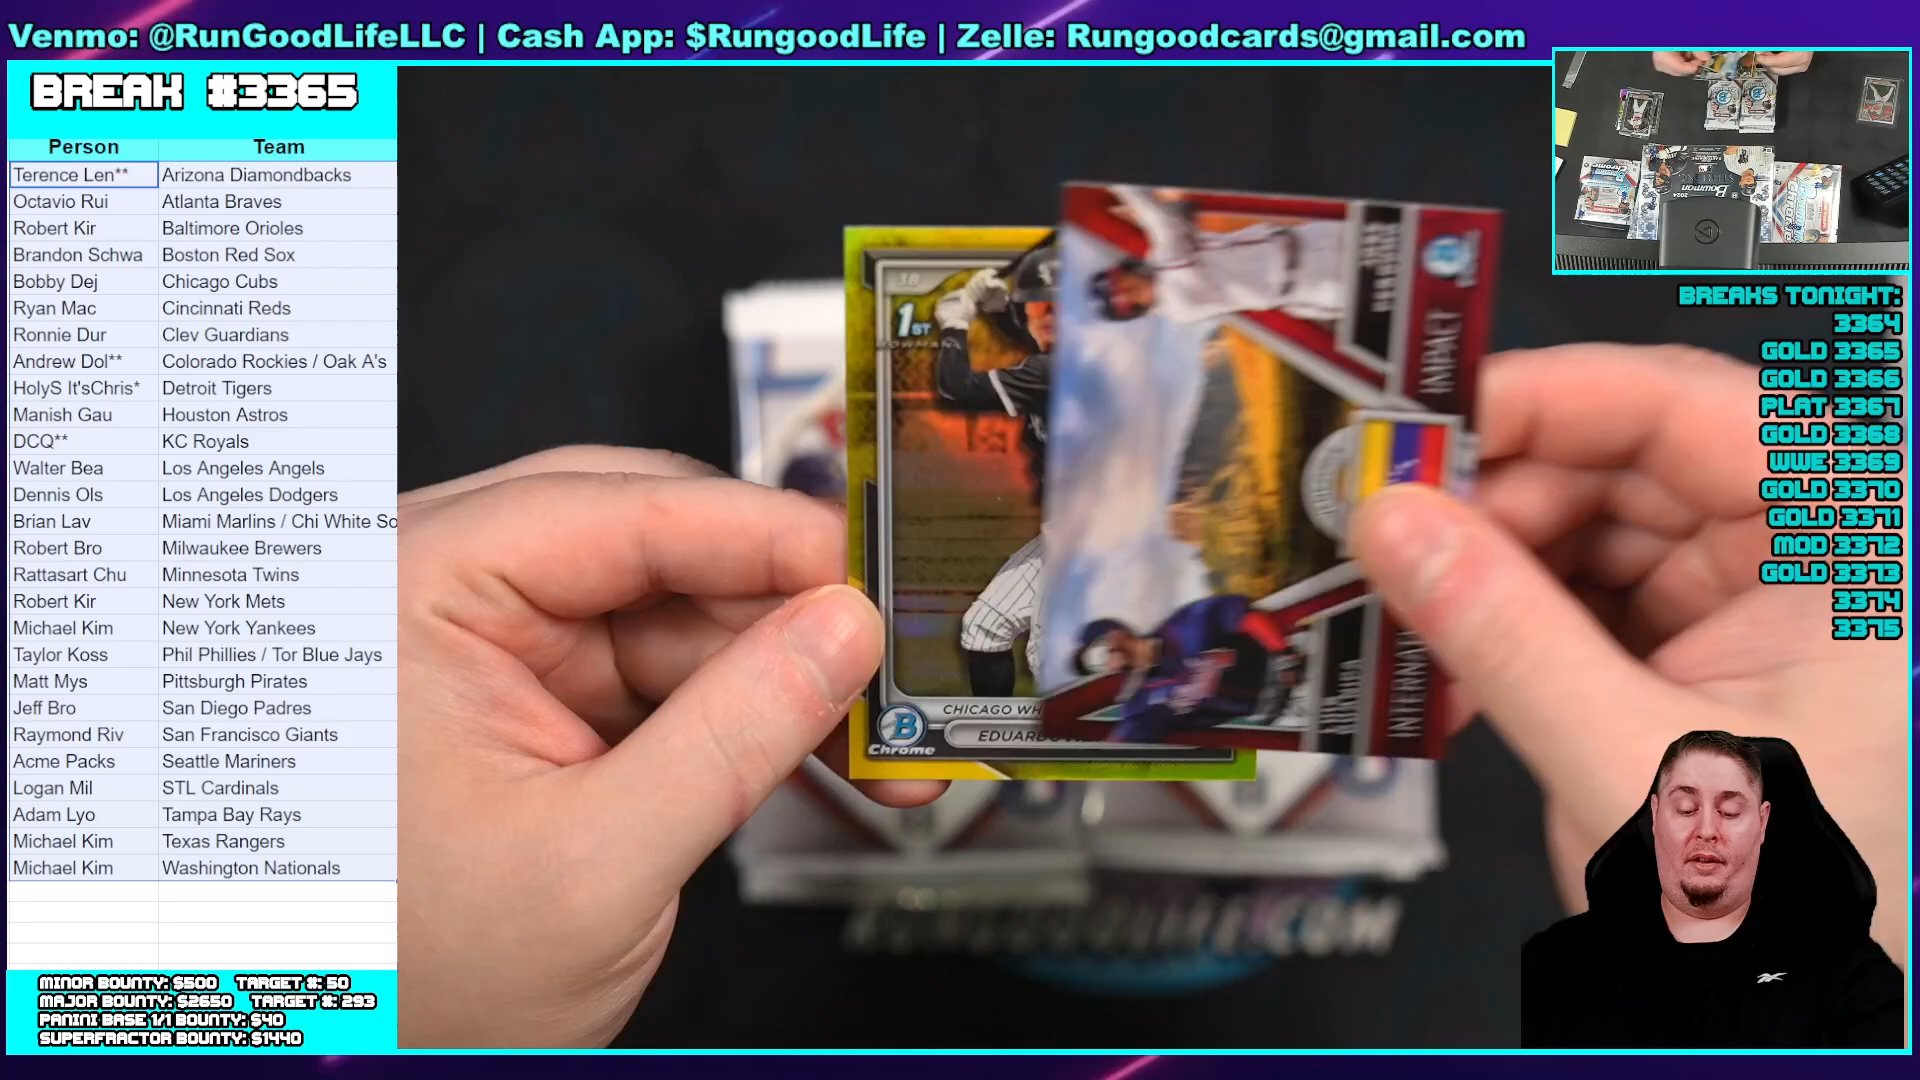 Venmo: @RunGoodLifeLLC | Cash App: $RungoodLife | Zelle: Rungoodcards@gmail.com
BREAK #3365
Person Team
Terence Len** Arizona Diamondbacks
Octavio Rui Atlanta Braves
Robert Kir Baltimore Orioles
Brandon Schwa Boston Red Sox
Bobby Dej Chicago Cubs
Ryan Mac Cincinnati Reds
Ronnie Dur Clev Guardians
Andrew Dol** Colorado Rockies / Oak A's
HolyS It'sChris* Detroit Tigers
Manish Gau Houston Astros
DCQ** KC Royals
Walter Bea Los Angeles Angels
Dennis Ols Los Angeles Dodgers
Brian Lav Miami Marlins / Chi White So
Robert Bro Milwaukee Brewers
Rattasart Chu Minnesota Twins
Robert Kir New York Mets
Michael Kim New York Yankees
Taylor Koss Phil Phillies / Tor Blue Jays
Matt Mys Pittsburgh Pirates
Jeff Bro San Diego Padres
Raymond Riv San Francisco Giants
Acme Packs Seattle Mariners
Logan Mil STL Cardinals
Adam Lyo Tampa Bay Rays
Michael Kim Texas Rangers
Michael Kim Washington Nationals
MINOR BOUNTY: $500 TARGET #: 50
MAJOR BOUNTY: $2650 TARGET #: 293
PANINI BASE 1/1 BOUNTY: $40
SUPERFRACTOR BOUNTY: $1440
3B
1ST
BOWMAN
CHICAGO WH
EDUARDO
B
Chrome
IMPACT
INTERNA
RUNGOODLIFE.COM
Bowman
2024
BREAKS TONIGHT:
3364
GOLD 3365
GOLD 3366
PLAT 3367
GOLD 3368
WWE 3369
GOLD 3370
GOLD 3371
MOD 3372
GOLD 3373
3374
3375